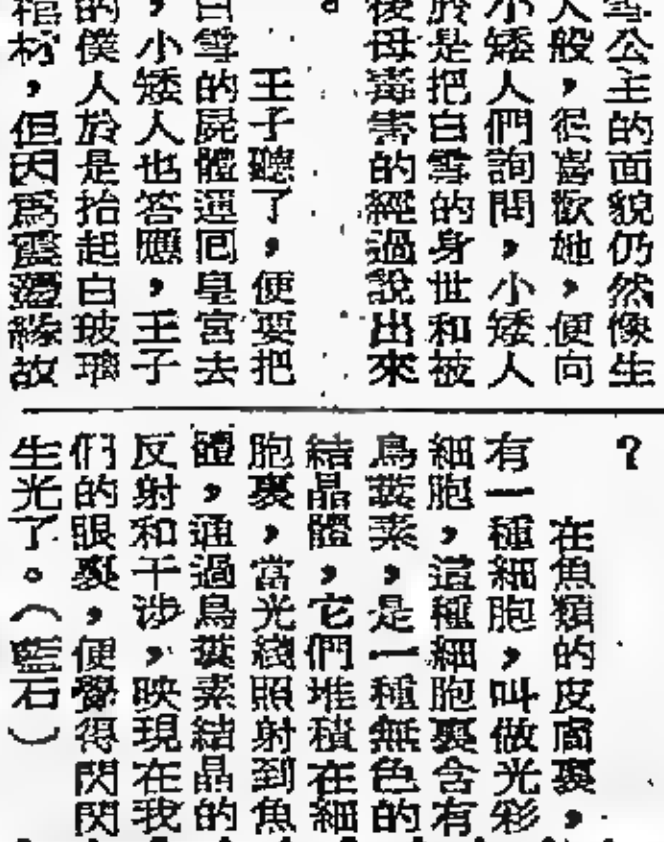 雪公主的面貌仍然像生
人般，很喜歡她，便向
小矮人們詢問，小矮人
於是把白雪的身世和被
後母毒害的經過說出來
。
王子聽了，便要把
白雪的屍體運回皇宮去
，小矮人也答應，王子
的僕人於是抬起白玻璃
棺材，但因爲震盪緣故
？
在魚類的皮膚裏，
有一種細胞，叫做光彩
細胞，這種細胞裏含有
鳥糞素，是一種無色的
結晶體，它們堆積在細
胞裏，當光綫照射到魚
體，通過鳥糞素結晶的
反射和干涉，映現在我
們的眼裏，便覺得閃閃
生光了。（藍石）